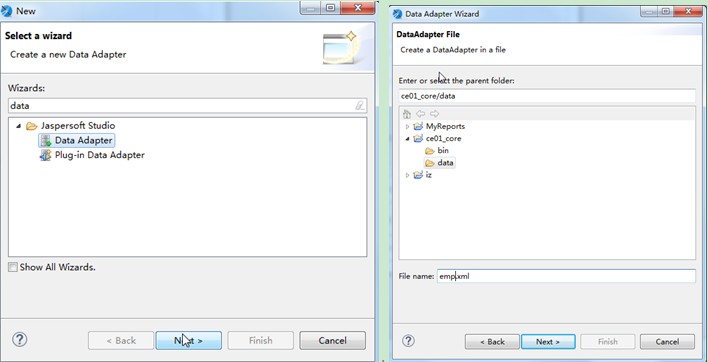 New
Select a wizard
Create a new Data Adapter
Wizards:
data
Jaspersoft Studio
Data Adapter
Plug-in Data Adapter
Show All Wizards.
< Back
Next >
Finish
Cancel
Data Adapter Wizard
DataAdapter File
Create a DataAdapter in a file
Enter or select the parent folder:
ce01_core/data
MyReports
ce01_core
bin
data
iz
File name:
emp.xml
< Back
Next >
Finish
Cancel